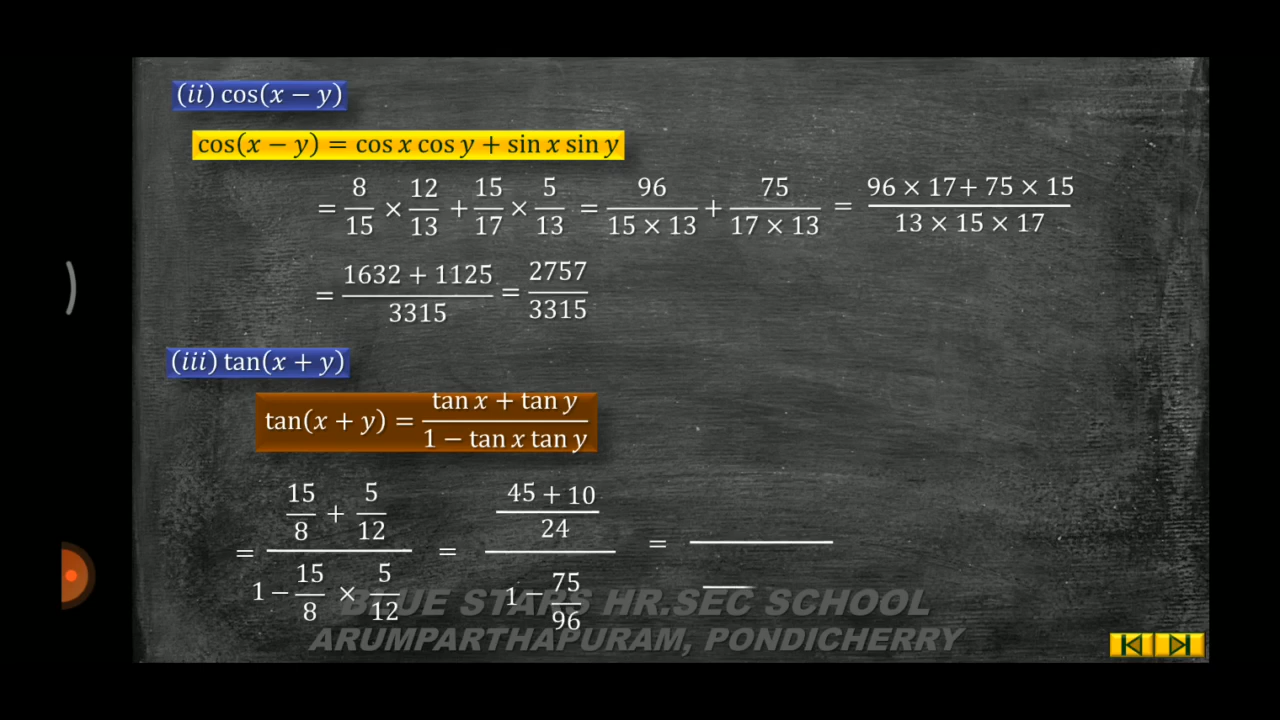 (ii) cos(x − y)
cos(x − y) = cos x cos y + sin x sin y
= 8/15 × 12/13 + 15/17 × 5/13 = 96/(15 × 13) + 75/(17 × 13) = (96 × 17+ 75 × 15)/(13 × 15 × 17)
= (1632 + 1125)/3315 = 2757/3315
(iii) tan(x + y)
tan(x + y) = (tan x + tan y)/(1 − tan x tan y)
= (15/8 + 5/12)/(1 − 15/8 × 5/12) = ((45 + 10)/24)/(1 − 75/96) =
BLUE STARS HR.SEC SCHOOL
ARUMPARTHAPURAM, PONDICHERRY